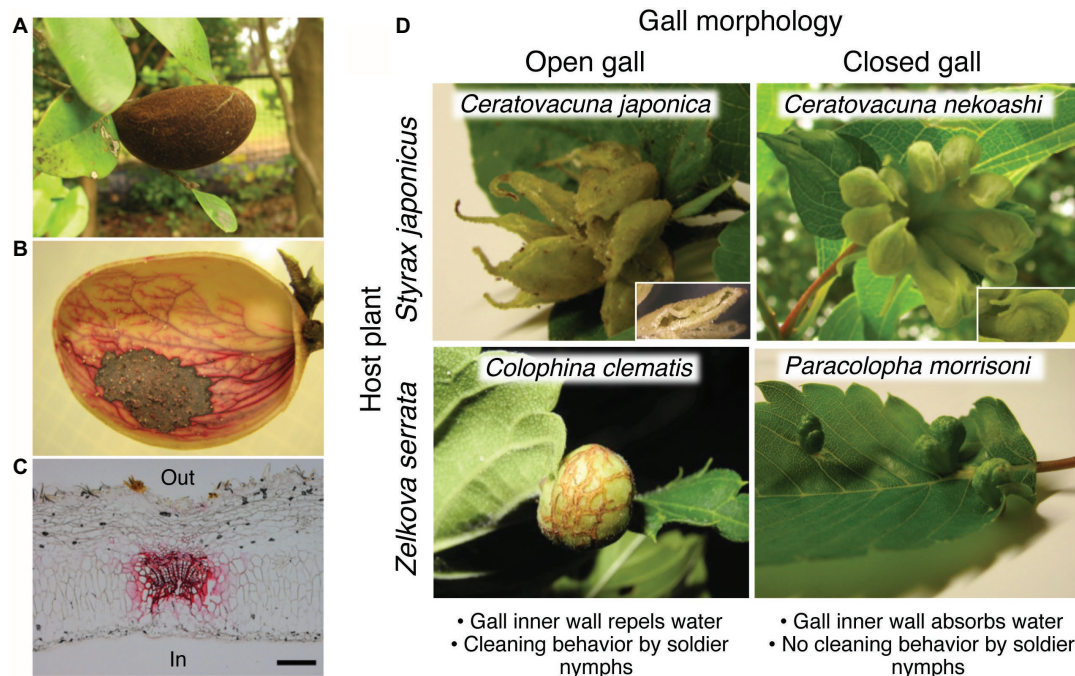 A
B
C
Out
In
D
Gall morphology
Open gall
Closed gall
Host plant
Styrax japonicus
Ceratovacuna japonica
Ceratovacuna nekoashi
Zelkova serrata
Colophina clematis
Paracolopha morrisoni
• Gall inner wall repels water
• Cleaning behavior by soldier
nymphs
• Gall inner wall absorbs water
• No cleaning behavior by soldier
nymphs